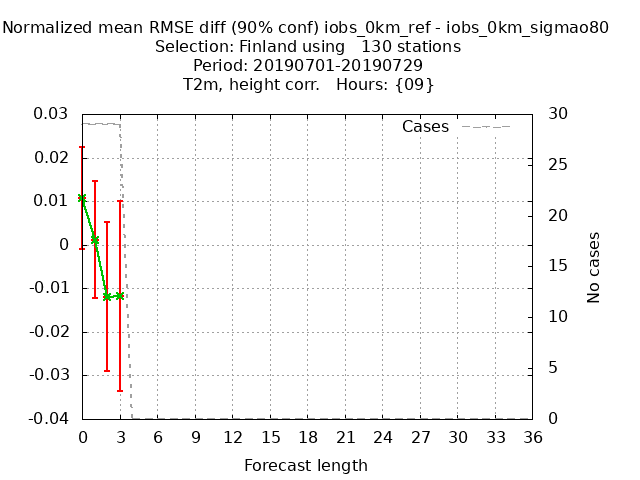 Normalized mean RMSE diff (90% conf) iobs_0km_ref - iobs_0km_sigmao80
Selection: Finland using   130 stations
Period: 20190701-20190729
T2m, height corr.   Hours: {09}
0.03
0.02
0.01
0
-0.01
-0.02
-0.03
-0.04
Cases
30
25
20
15
10
5
0
No cases
0 3 6 9 12 15 18 21 24 27 30 33 36
Forecast length